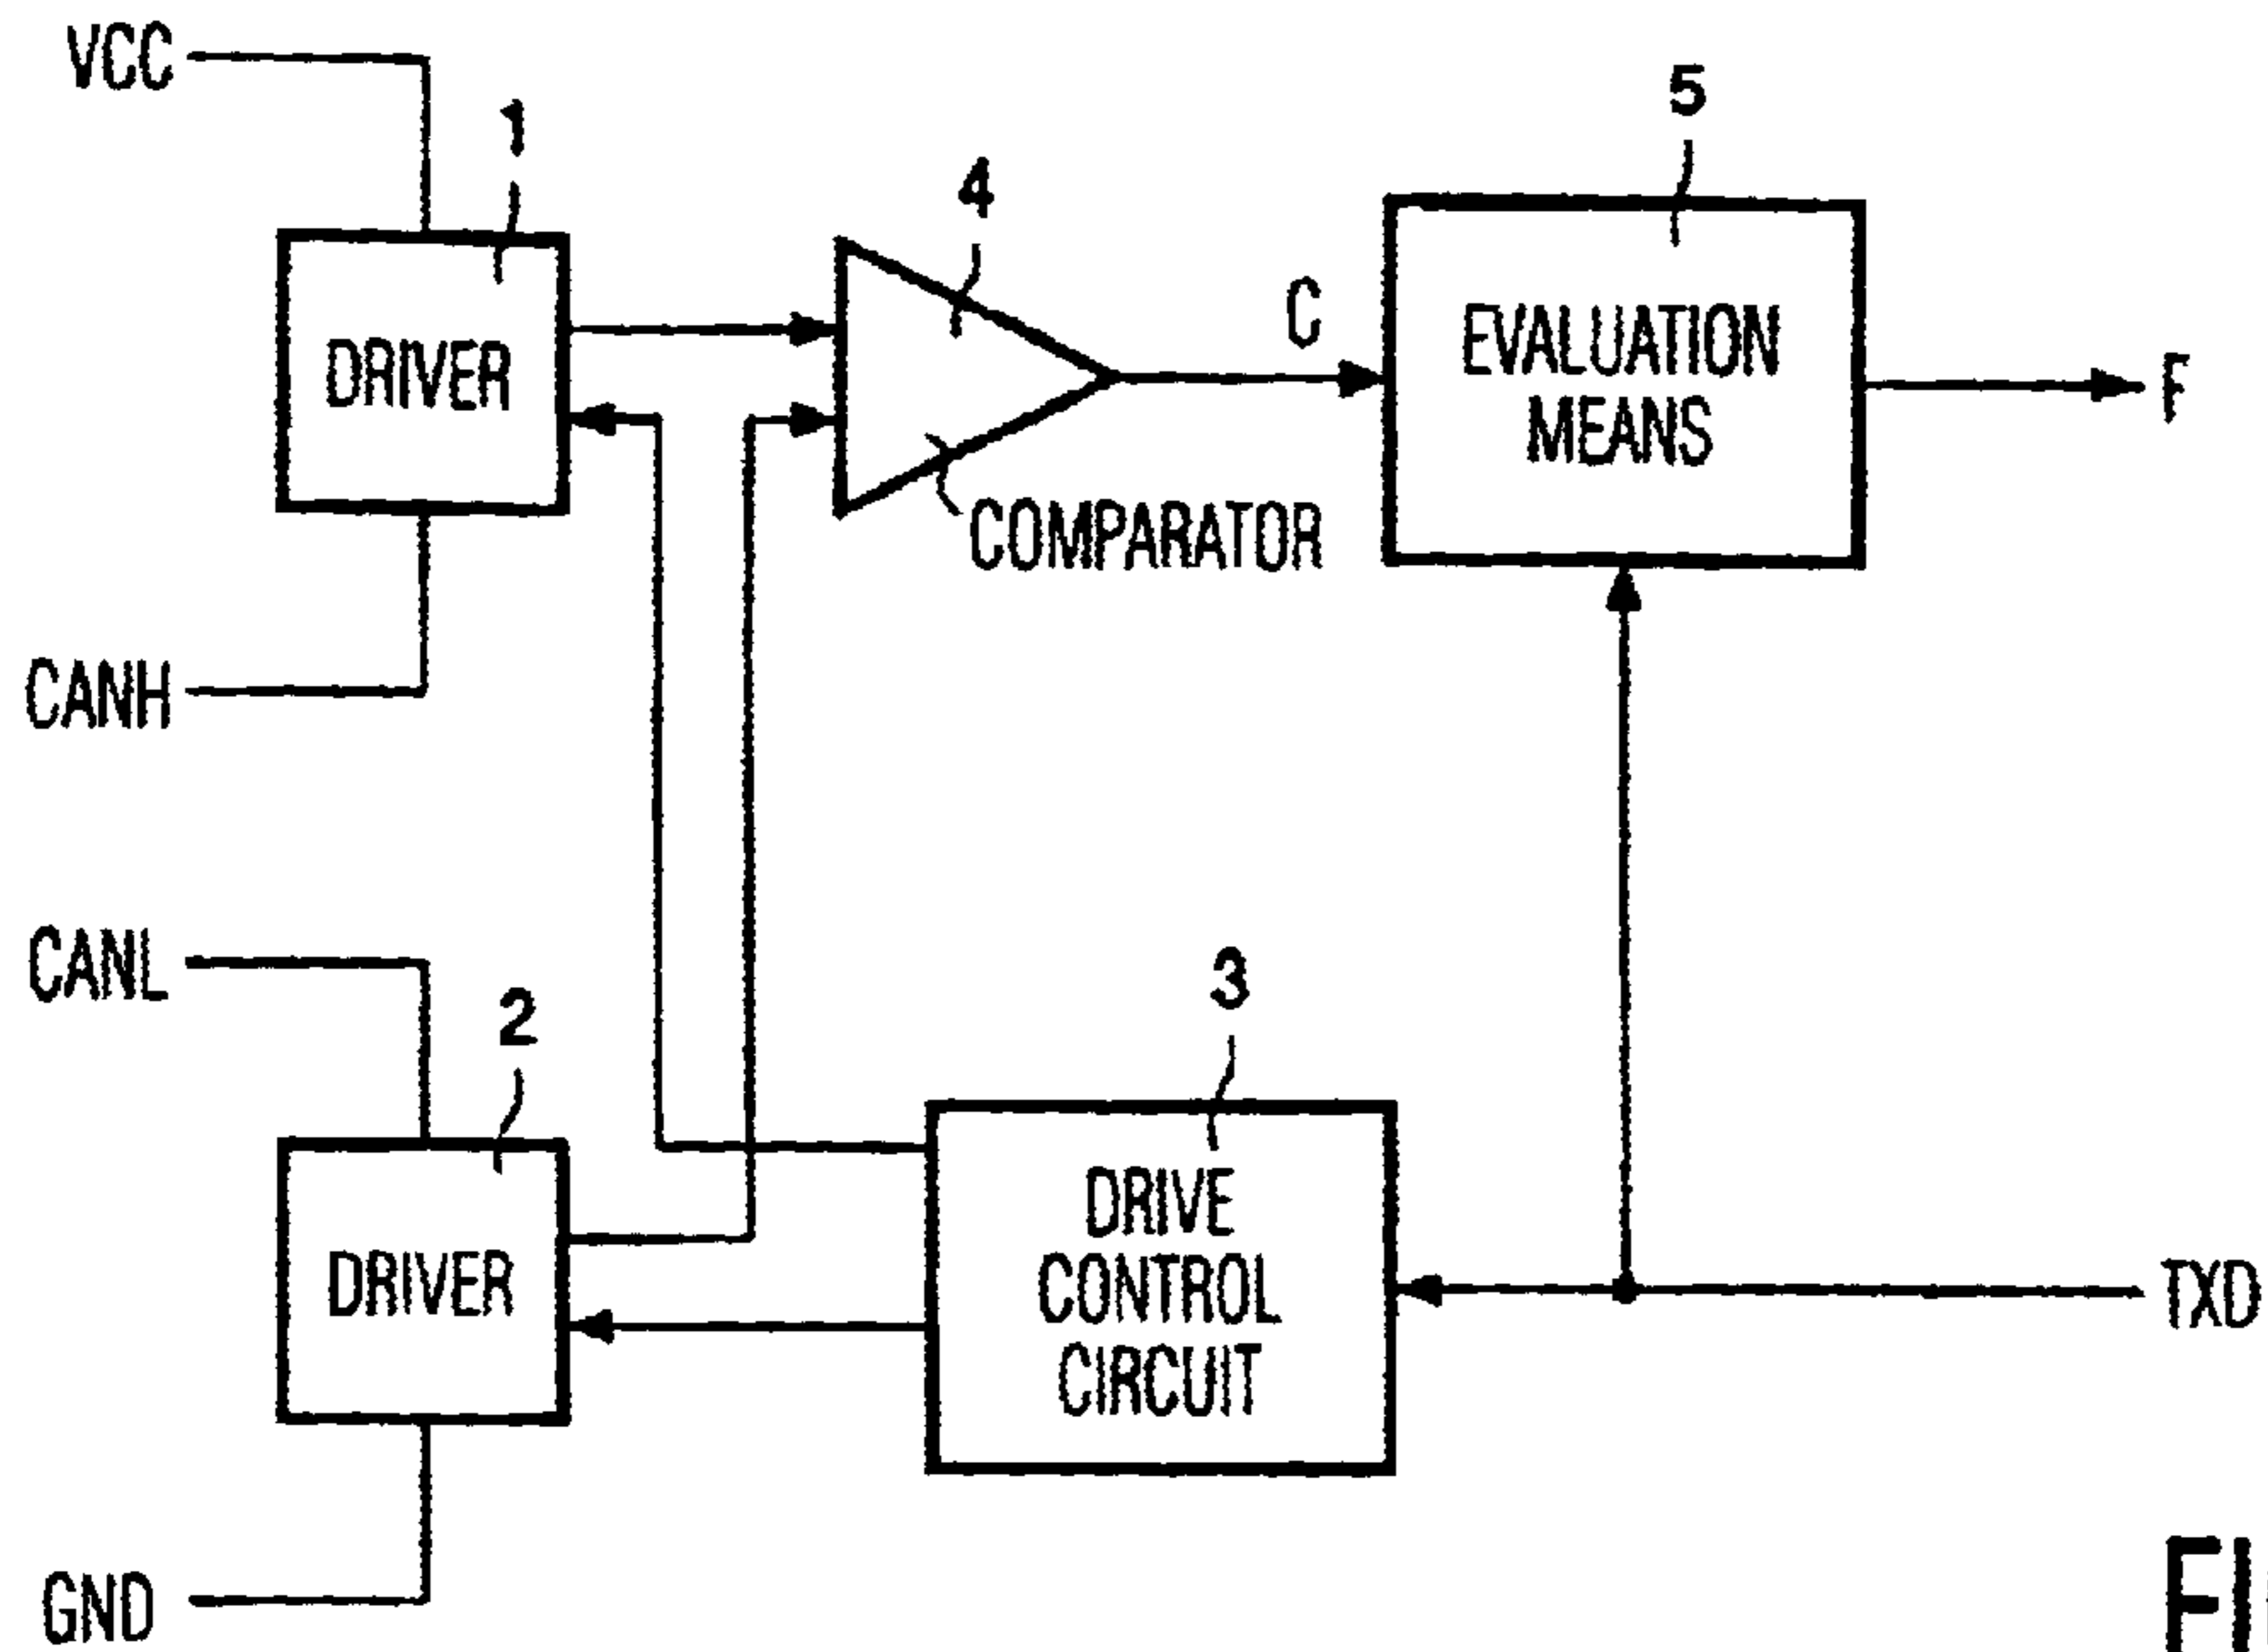 VCC
1
5
4
C
DRIVER
EVALUATION
MEANS
F
COMPARATOR
CANH
CANL
2
3
DRIVER
DRIVE
CONTROL
CIRCUIT
TXD
GND